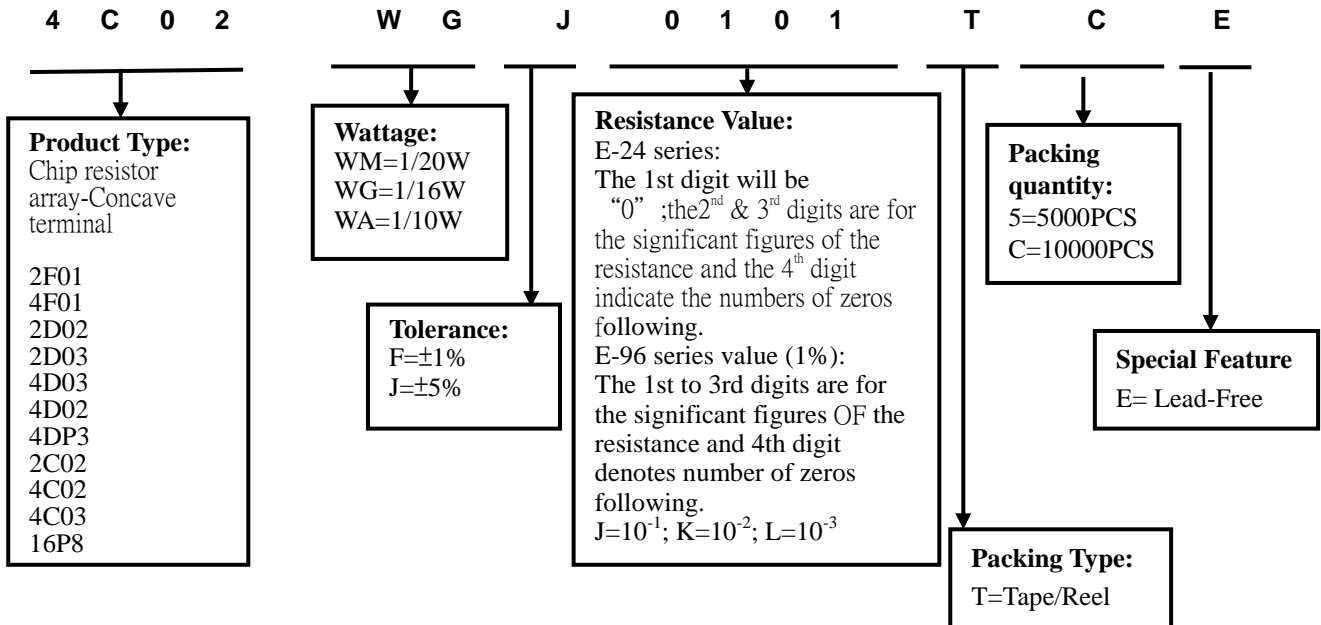 4 C 0 2 W G J 0 1 0 1 T C E
Product Type:
Chip resistor
array-Concave
terminal
2F01
4F01
2D02
2D03
4D03
4D02
4DP3
2C02
4C02
4C03
16P8
Wattage:
WM=1/20W
WG=1/16W
WA=1/10W
Tolerance:
F=±1%
J=±5%
Resistance Value:
E-24 series:
The 1st digit will be
“0” ;the2nd & 3rd digits are for
the significant figures of the
resistance and the 4th digit
indicate the numbers of zeros
following.
E-96 series value (1%):
The 1st to 3rd digits are for
the significant figures OF the
resistance and 4th digit
denotes number of zeros
following.
J=10-1; K=10-2; L=10-3
Packing
quantity:
5=5000PCS
C=10000PCS
Special Feature
E= Lead-Free
Packing Type:
T=Tape/Reel